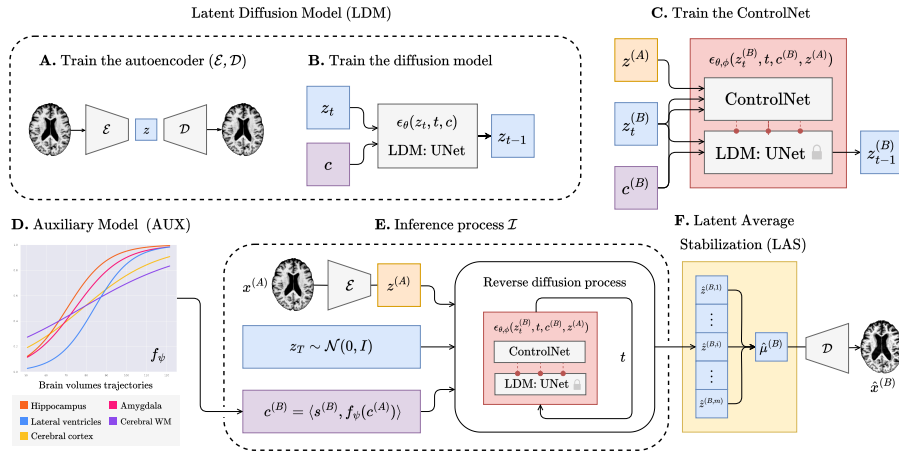 Latent Diffusion Model (LDM)
A. Train the autoencoder (ℰ, 𝒟)
ℰ
z
𝒟
B. Train the diffusion model
z_t
c
ϵ_θ(z_t, t, c)
LDM: UNet
z_{t−1}
C. Train the ControlNet
z^{(A)}
z_t^{(B)}
c^{(B)}
ϵ_{θ,ϕ}(z_t^{(B)}, t, c^{(B)}, z^{(A)})
ControlNet
LDM: UNet
z_{t−1}^{(B)}
D. Auxiliary Model (AUX)
f_ψ
Brain volumes trajectories
Hippocampus
Amygdala
Lateral ventricles
Cerebral WM
Cerebral cortex
E. Inference process ℐ
x^{(A)}
ℰ
z^{(A)}
z_T ∼ 𝒩(0, I)
c^{(B)} = ⟨s^{(B)}, f_ψ(c^{(A)})⟩
Reverse diffusion process
ϵ_{θ,ϕ}(z_t^{(B)}, t, c^{(B)}, z^{(A)})
ControlNet
LDM: UNet
t
F. Latent Average
Stabilization (LAS)
ẑ^{(B,1)}
⋮
ẑ^{(B,i)}
⋮
ẑ^{(B,m)}
μ̂^{(B)}
𝒟
x̂^{(B)}